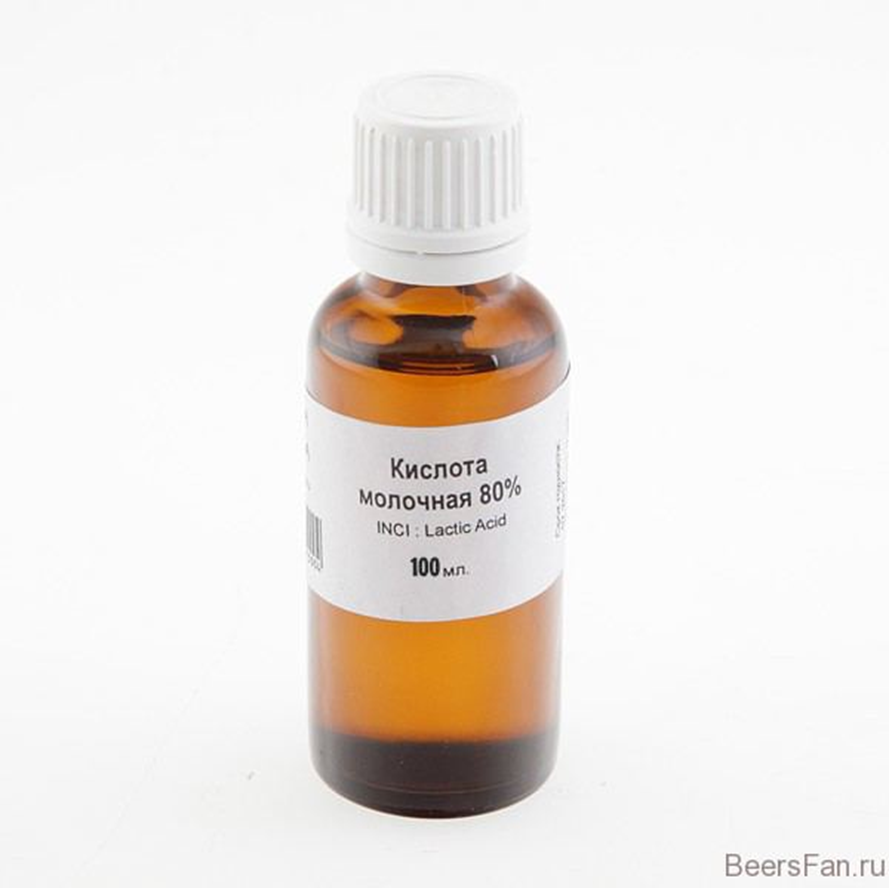 Кислота
молочная 80%
INCI : Lactic Acid
100 мл.
BeersFan.ru